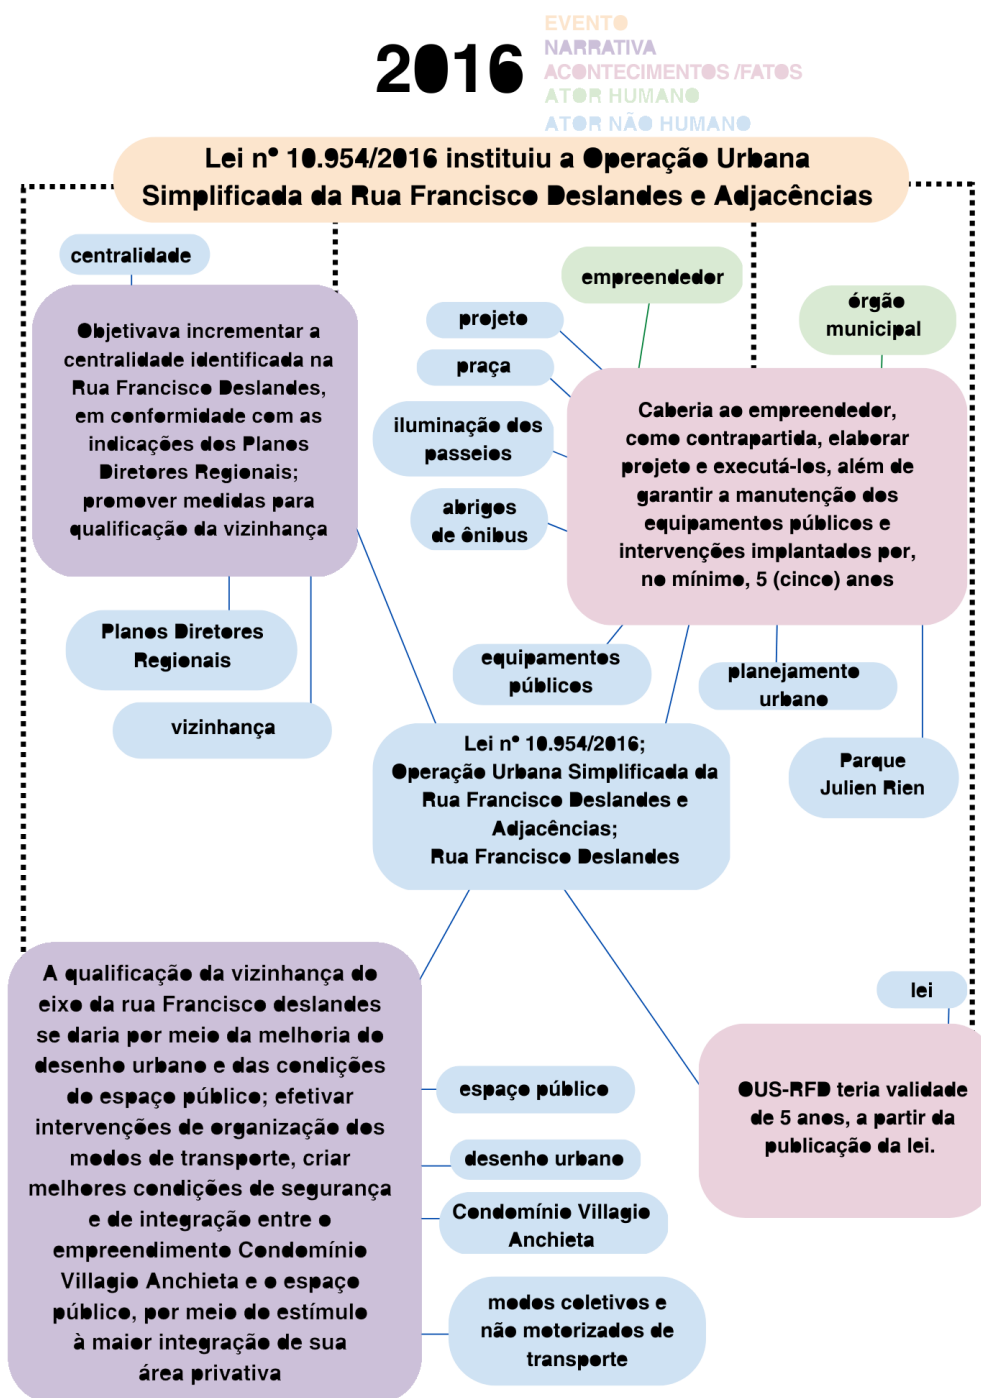 2016
EVENTO
NARRATIVA
ACONTECIMENTOS /FATOS
ATOR HUMANO
ATOR NÃO HUMANO
Lei nº 10.954/2016 instituiu a Operação Urbana
Simplificada da Rua Francisco Deslandes e Adjacências
centralidade
Objetivava incrementar a
centralidade identificada na
Rua Francisco Deslandes,
em conformidade com as
indicações dos Planos
Diretores Regionais;
promover medidas para
qualificação da vizinhança
Planos Diretores
Regionais
vizinhança
empreendedor
órgão
municipal
projeto
praça
iluminação dos
passeios
abrigos
de ônibus
Caberia ao empreendedor,
como contrapartida, elaborar
projeto e executá-los, além de
garantir a manutenção dos
equipamentos públicos e
intervenções implantados por,
no mínimo, 5 (cinco) anos
equipamentos
públicos
planejamento
urbano
Parque
Julien Rien
Lei nº 10.954/2016;
Operação Urbana Simplificada da
Rua Francisco Deslandes e
Adjacências;
Rua Francisco Deslandes
A qualificação da vizinhança do
eixo da rua Francisco deslandes
se daria por meio da melhoria do
desenho urbano e das condições
do espaço público; efetivar
intervenções de organização dos
modos de transporte, criar
melhores condições de segurança
e de integração entre o
empreendimento Condomínio
Villagio Anchieta e o espaço
público, por meio do estímulo
à maior integração de sua
área privativa
espaço público
desenho urbano
Condomínio Villagio
Anchieta
modos coletivos e
não motorizados de
transporte
lei
OUS-RFD teria validade
de 5 anos, a partir da
publicação da lei.